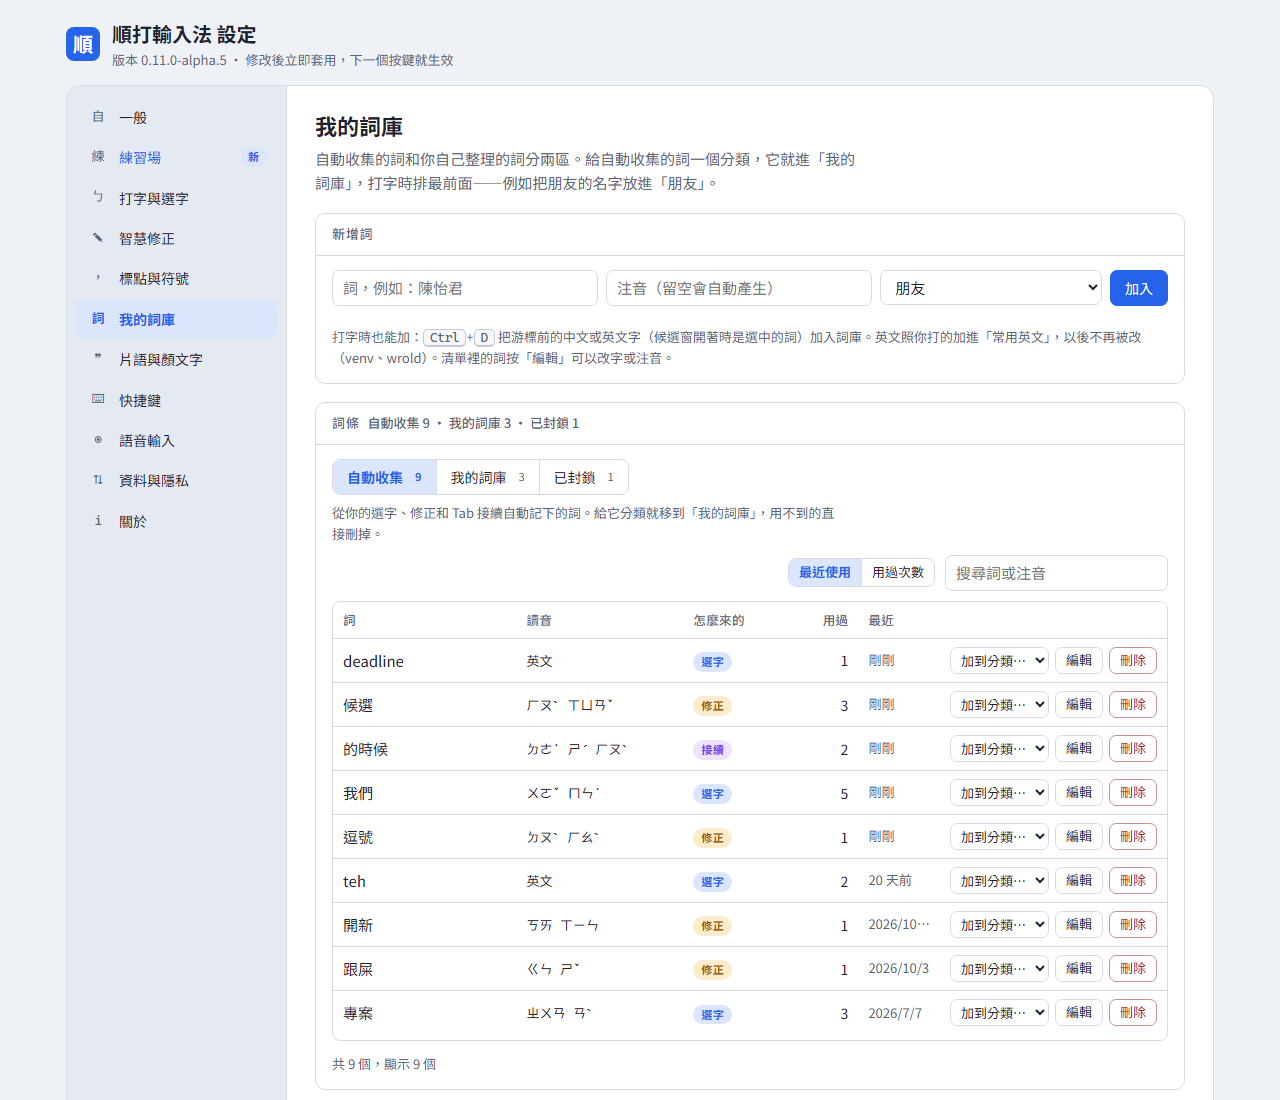 順 順打輸入法 設定
版本 0.11.0-alpha.5 · 修改後立即套用，下一個按鍵就生效
自 一般
練 練習場 新
ㄅ 打字與選字
✎ 智慧修正
， 標點與符號
詞 我的詞庫
❞ 片語與顏文字
⌨ 快捷鍵
語音輸入
⇅ 資料與隱私
i 關於
我的詞庫
自動收集的詞和你自己整理的詞分兩區。給自動收集的詞一個分類，它就進「我的
詞庫」，打字時排最前面——例如把朋友的名字放進「朋友」。
新增詞
詞，例如：陳怡君 注音（留空會自動產生） 朋友 加入
打字時也能加：Ctrl+D 把游標前的中文或英文字（候選窗開著時是選中的詞）加入詞庫。英文照你打的加進「常用英文」，以後不再被改
（venv、wrold）。清單裡的詞按「編輯」可以改字或注音。
詞條 自動收集 9 · 我的詞庫 3 · 已封鎖 1
自動收集 9 我的詞庫 3 已封鎖 1
從你的選字、修正和 Tab 接續自動記下的詞。給它分類就移到「我的詞庫」，用不到的直
接刪掉。
最近使用 用過次數 搜尋詞或注音
詞 讀音 怎麼來的 用過 最近
deadline 英文 選字 1 剛剛 加到分類… 編輯 刪除
候選 ㄏㄡˋ ㄒㄩㄢˇ 修正 3 剛剛 加到分類… 編輯 刪除
的時候 ㄉㄜ˙ ㄕˊ ㄏㄡˋ 接續 2 剛剛 加到分類… 編輯 刪除
我們 ㄨㄛˇ ㄇㄣ˙ 選字 5 剛剛 加到分類… 編輯 刪除
逗號 ㄉㄡˋ ㄏㄠˋ 修正 1 剛剛 加到分類… 編輯 刪除
teh 英文 選字 2 20 天前 加到分類… 編輯 刪除
開新 ㄎㄞ ㄒㄧㄣ 修正 1 2026/10… 加到分類… 編輯 刪除
跟屎 ㄍㄣ ㄕˇ 修正 1 2026/10/3 加到分類… 編輯 刪除
專案 ㄓㄨㄢ ㄢˋ 選字 3 2026/7/7 加到分類… 編輯 刪除
共 9 個，顯示 9 個